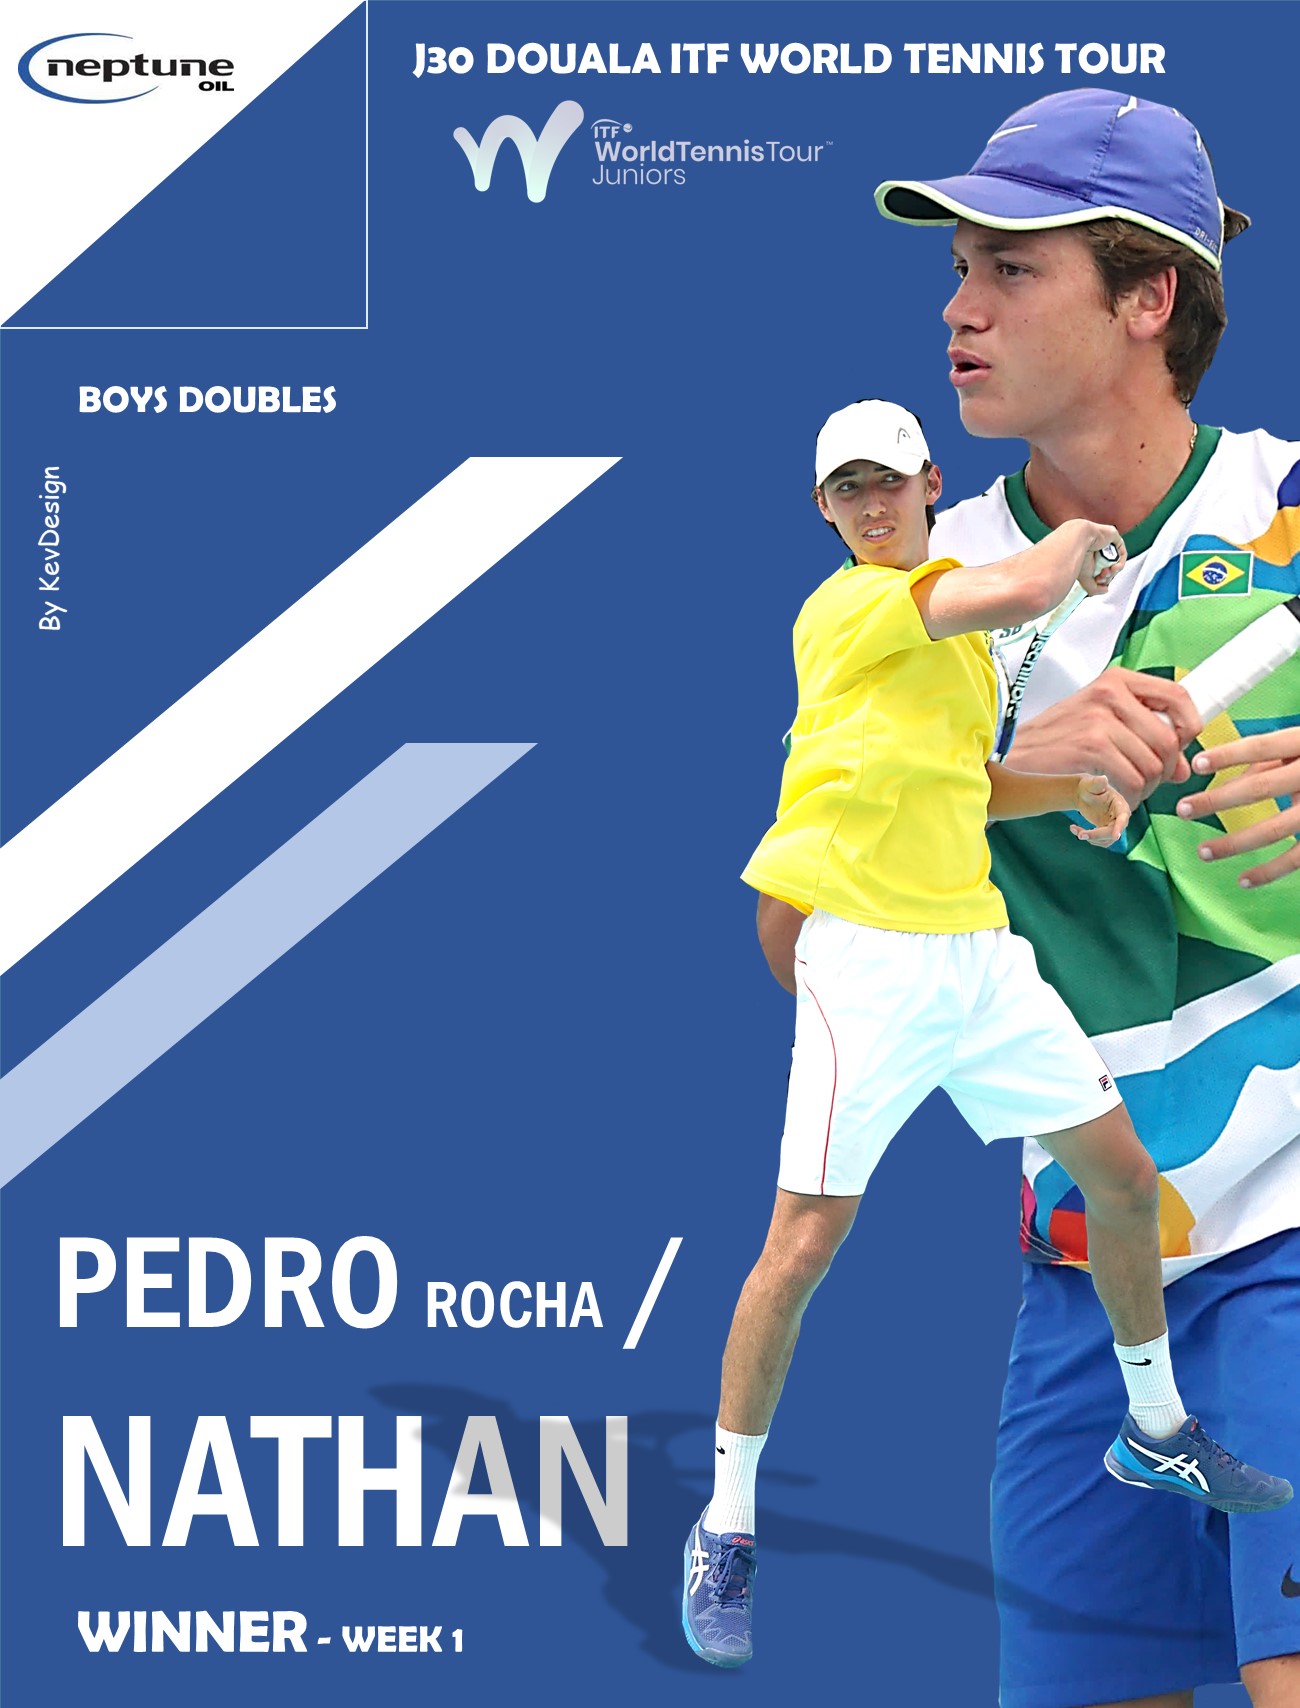 neptune
OIL
J30 DOUALA ITF WORLD TENNIS TOUR
ITF
WorldTennisTour™
Juniors
BOYS DOUBLES
By KevDesign
PEDRO ROCHA /
NATHAN
WINNER - WEEK 1